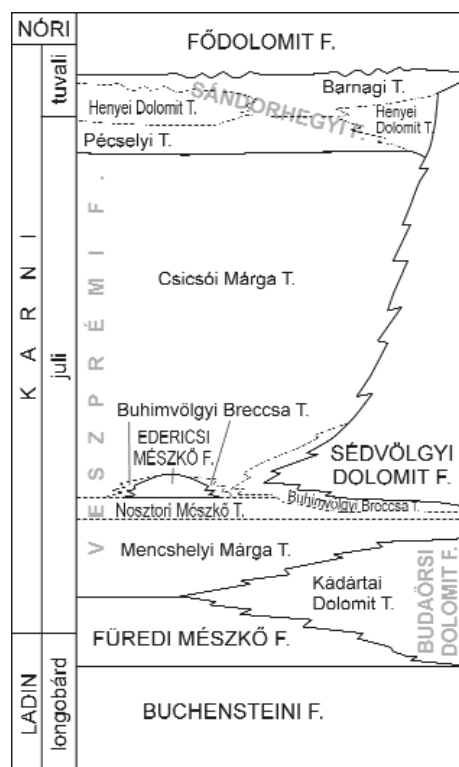 NÓRI
FŐDOLOMIT F.
KARNI
tuvali
Barnagi T.
SÁNDORHEGYI F.
Henyei Dolomit T.
Henyei
Dolomit T.
Pécselyi T.
juli
VESZPRÉMI F.
Csicsói Márga T.
Buhimvölgyi Breccsa T.
EDERICSI
MÉSZKŐ F.
SÉDVÖLGYI
DOLOMIT F.
Buhimvölgyi Broccsa T.
Nosztori Mészkő T.
Mencshelyi Márga T.
Kádártai
Dolomit T.
BUDAÖRSI
DOLOMIT F.
FÜREDI MÉSZKŐ F.
LADIN
longobárd
BUCHENSTEINI F.